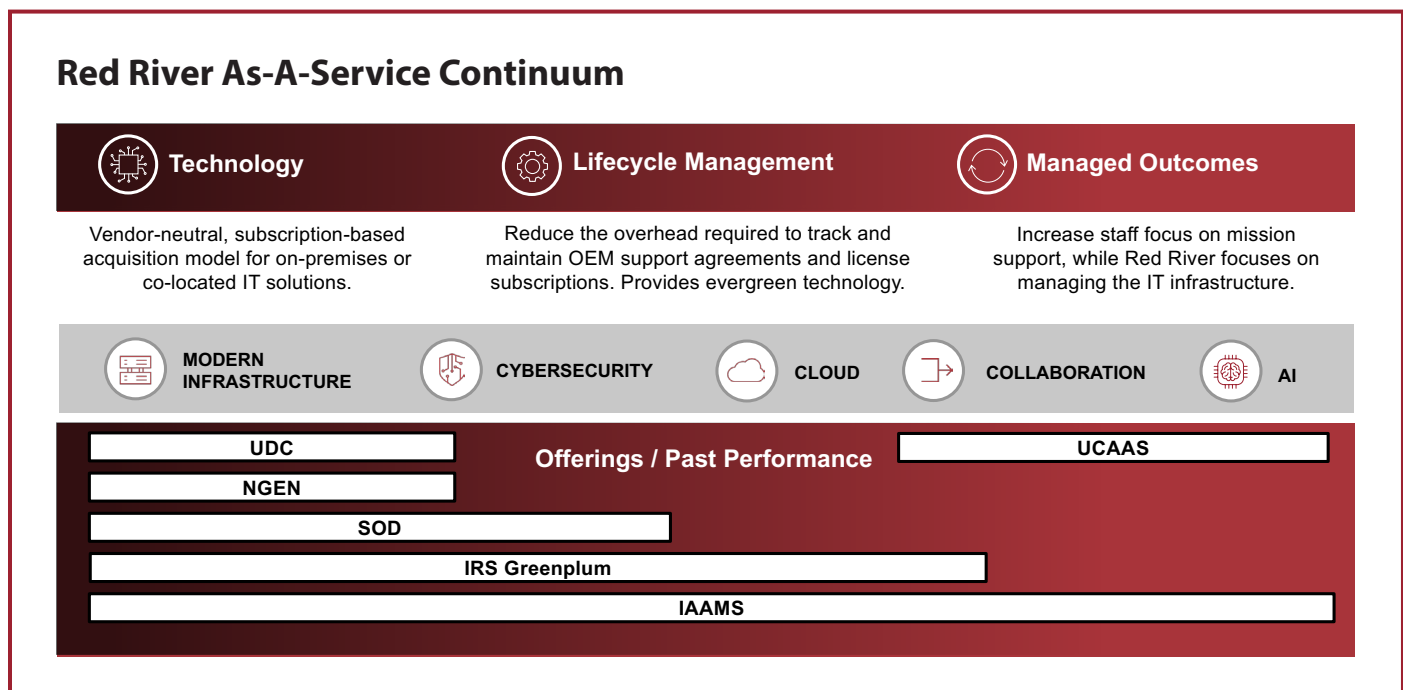 Red River As-A-Service Continuum
Technology
Lifecycle Management
Managed Outcomes
Vendor-neutral, subscription-based
acquisition model for on-premises or
co-located IT solutions.
Reduce the overhead required to track and
maintain OEM support agreements and license
subscriptions. Provides evergreen technology.
Increase staff focus on mission
support, while Red River focuses on
managing the IT infrastructure.
MODERN
INFRASTRUCTURE
CYBERSECURITY
CLOUD
COLLABORATION
AI
UDC
Offerings / Past Performance
UCAAS
NGEN
SOD
IRS Greenplum
IAAMS